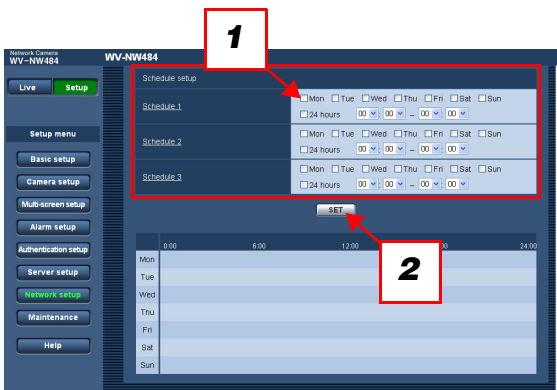 1
Network Camera
WV-NW484
WV-NW484
Live Setup
Schedule setup
Schedule 1
Mon Tue Wed Thu Fri Sat Sun
24 hours 00 : 00 – 00 : 00
Setup menu
Schedule 2
Mon Tue Wed Thu Fri Sat Sun
24 hours 00 : 00 – 00 : 00
Basic setup
Camera setup
Schedule 3
Mon Tue Wed Thu Fri Sat Sun
24 hours 00 : 00 – 00 : 00
Multi-screen setup
SET
Alarm setup
2
Authentication setup
0:00 6:00 12:00 00 24:00
Mon
Server setup
Tue
Network setup
Wed
Maintenance
Thu
Fri
Help
Sat
Sun